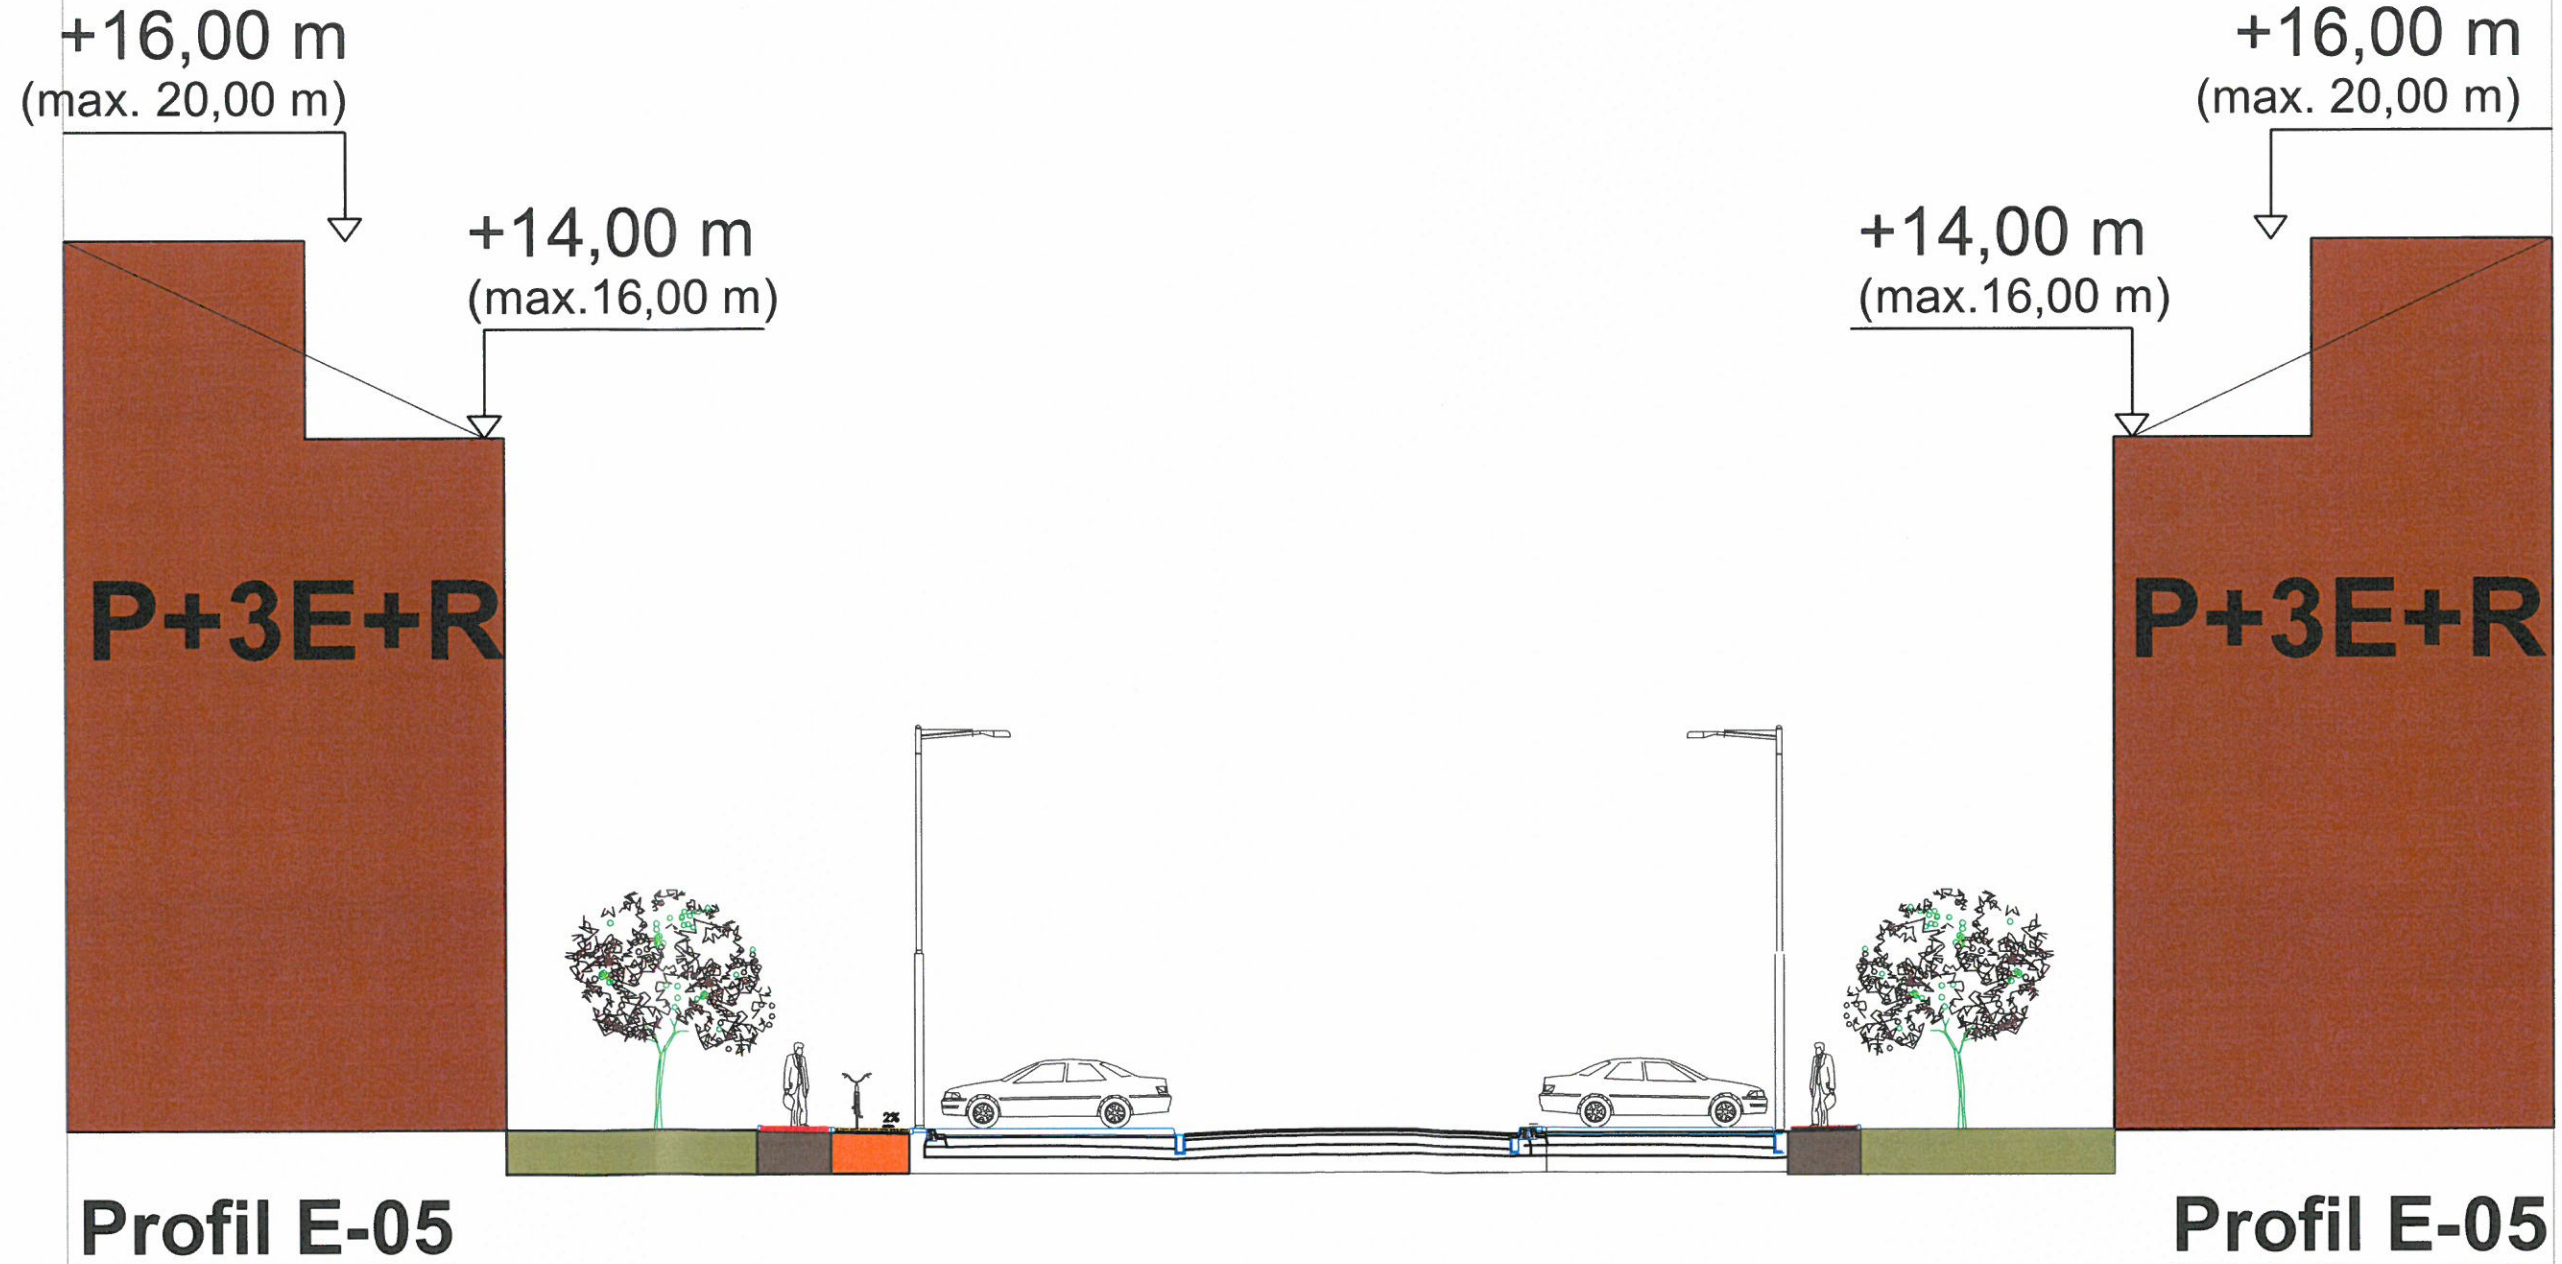 +16,00 m
(max. 20,00 m)
+16,00 m
(max. 20,00 m)
+14,00 m
(max.16,00 m)
+14,00 m
(max.16,00 m)
P+3E+R
P+3E+R
2%
Profil E-05
Profil E-05